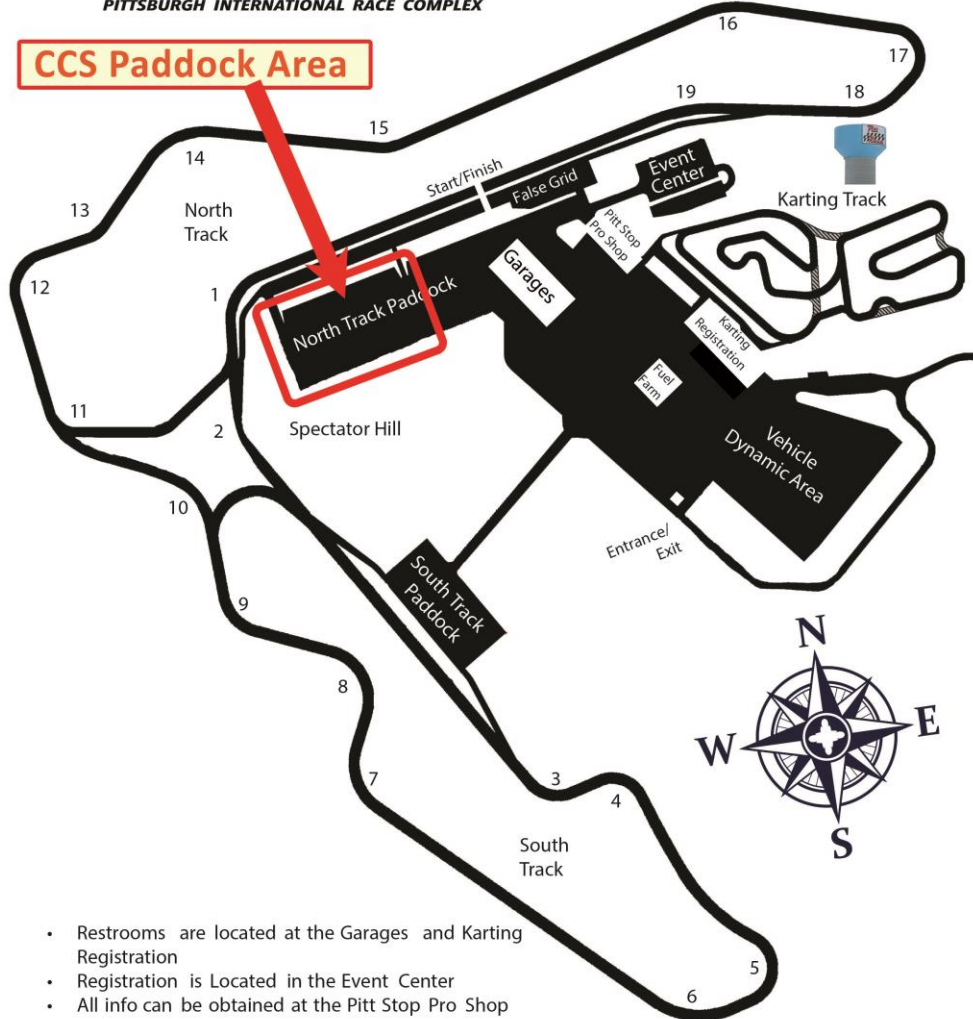 PITTSBURGH INTERNATIONAL RACE COMPLEX
CCS Paddock Area
16
17
18
19
15
14
13
12
11
North
Track
Start/Finish
False Grid
Event
Center
Karting Track
Pitt Stop
Pro Shop
Garages
1
North Track Paddock
Karting
Registration
Fuel
Farm
2
Spectator Hill
Vehicle
Dynamic Area
10
Entrance/
Exit
South Track
Paddock
9
8
7
3
4
South
Track
5
6
N
W
E
S
• Restrooms are located at the Garages and Karting
Registration
• Registration is Located in the Event Center
• All info can be obtained at the Pitt Stop Pro Shop